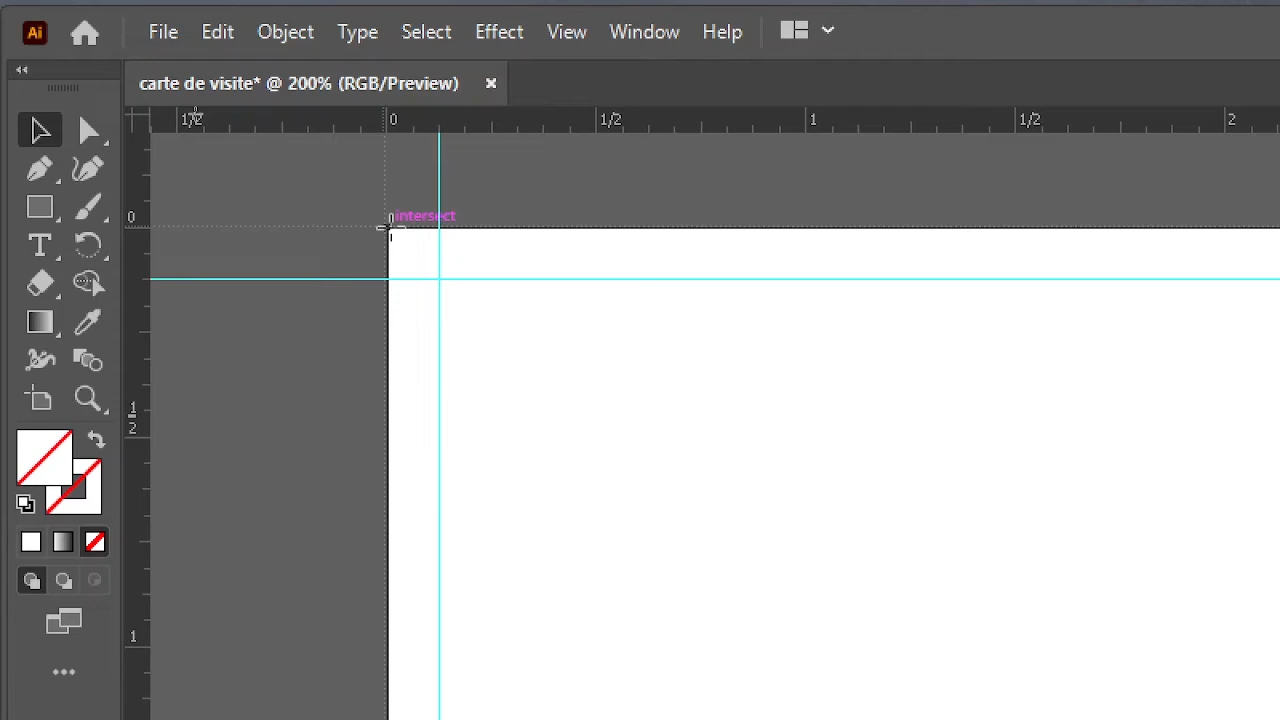 Ai File Edit Object Type Select Effect View Window Help
carte de visite* @ 200% (RGB/Preview) ×
1/2 0 1/2 1 1/2 2
0
intersect
1
2
1